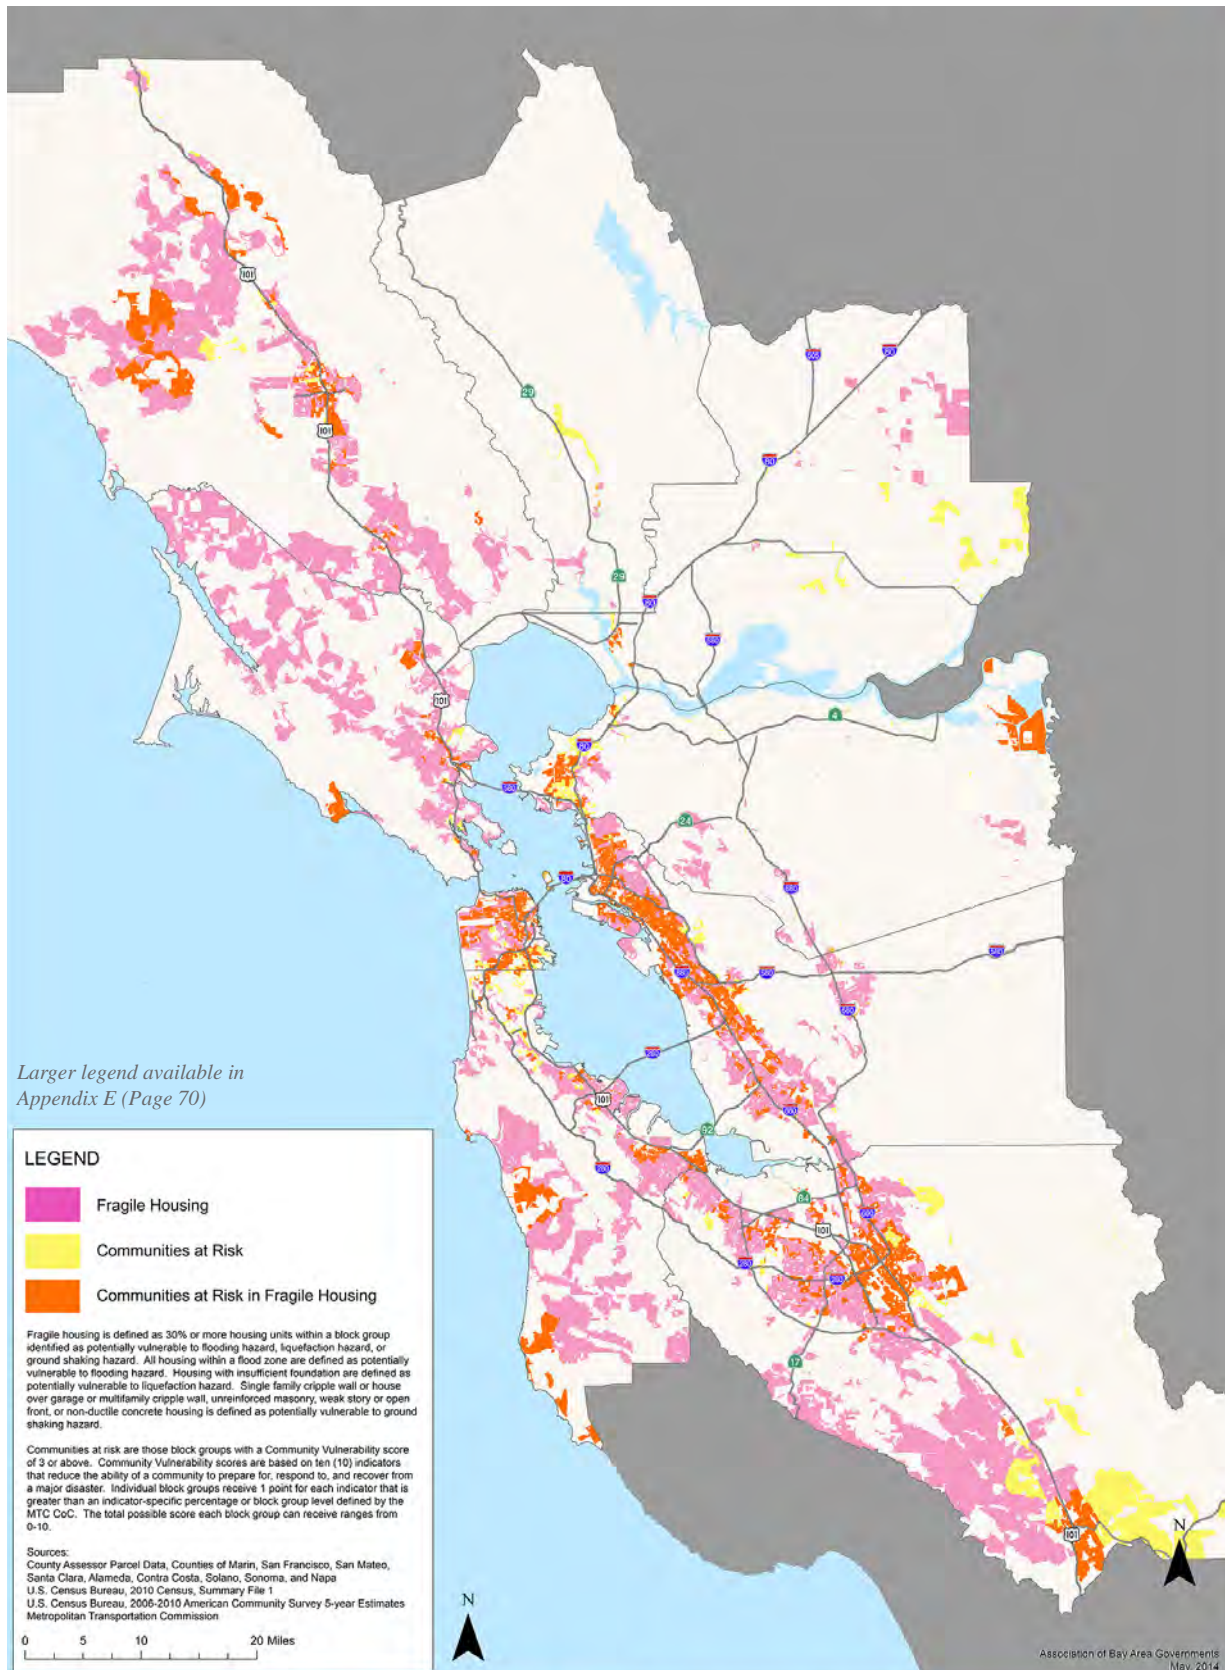 101
101
29
29
505
80
80
80
680
4
101
80
580
24
680
80
580
580
880
680
280
101
92
880
84
101
680
280
280
280
17
101
Larger legend available in
Appendix E (Page 70)
LEGEND
Fragile Housing
Communities at Risk
Communities at Risk in Fragile Housing
Fragile housing is defined as 30% or more housing units within a block group
identified as potentially vulnerable to flooding hazard, liquefaction hazard, or
ground shaking hazard. All housing within a flood zone are defined as potentially
vulnerable to flooding hazard. Housing with insufficient foundation are defined as
potentially vulnerable to liquefaction hazard. Single family cripple wall or house
over garage or multifamily cripple wall, unreinforced masonry, weak story or open
front, or non-ductile concrete housing is defined as potentially vulnerable to ground
shaking hazard.
Communities at risk are those block groups with a Community Vulnerability score
of 3 or above. Community Vulnerability scores are based on ten (10) indicators
that reduce the ability of a community to prepare for, respond to, and recover from
a major disaster. Individual block groups receive 1 point for each indicator that is
greater than an indicator-specific percentage or block group level defined by the
MTC CoC. The total possible score each block group can receive ranges from
0-10.
Sources:
County Assessor Parcel Data, Counties of Marin, San Francisco, San Mateo,
Santa Clara, Alameda, Contra Costa, Solano, Sonoma, and Napa
U.S. Census Bureau, 2010 Census, Summary File 1
U.S. Census Bureau, 2006-2010 American Community Survey 5-year Estimates
Metropolitan Transportation Commission
0 5 10 20 Miles
N
N
Association of Bay Area Governments
May, 2014